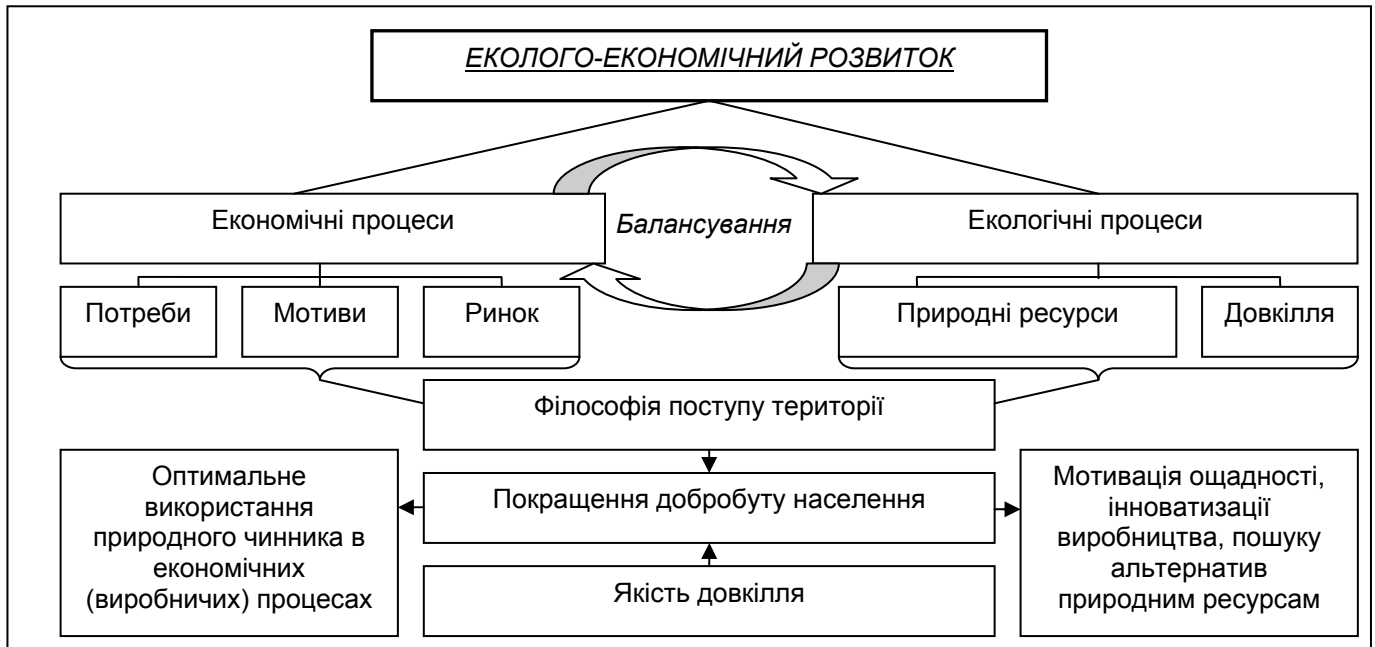 ЕКОЛОГО-ЕКОНОМІЧНИЙ РОЗВИТОК
Економічні процеси
Балансування
Екологічні процеси
Потреби
Мотиви
Ринок
Природні ресурси
Довкілля
Філософія поступу території
Оптимальне
використання
природного чинника в
економічних
(виробничих) процесах
Покращення добробуту населення
Мотивація ощадності,
інноватизації
виробництва, пошуку
альтернатив
природним ресурсам
Якість довкілля